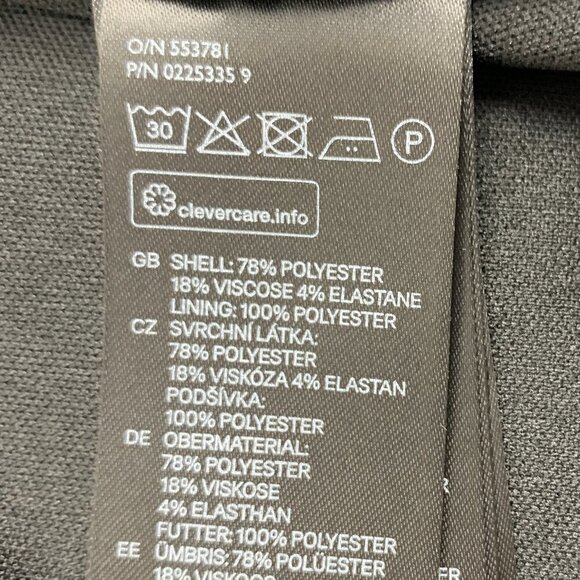 O/N 553781
P/N 0225335 9
30 P
clevercare.info
GB SHELL: 78% POLYESTER
18% VISCOSE 4% ELASTANE
LINING: 100% POLYESTER
CZ SVRCHNÍ LÁTKA:
78% POLYESTER
18% VISKÓZA 4% ELASTAN
PODŠÍVKA:
100% POLYESTER
DE OBERMATERIAL:
78% POLYESTER
18% VISKOSE
4% ELASTHAN
FUTTER: 100% POLYESTER
EE ÜMBRIS: 78% POLÜESTER
18% VISKOOS